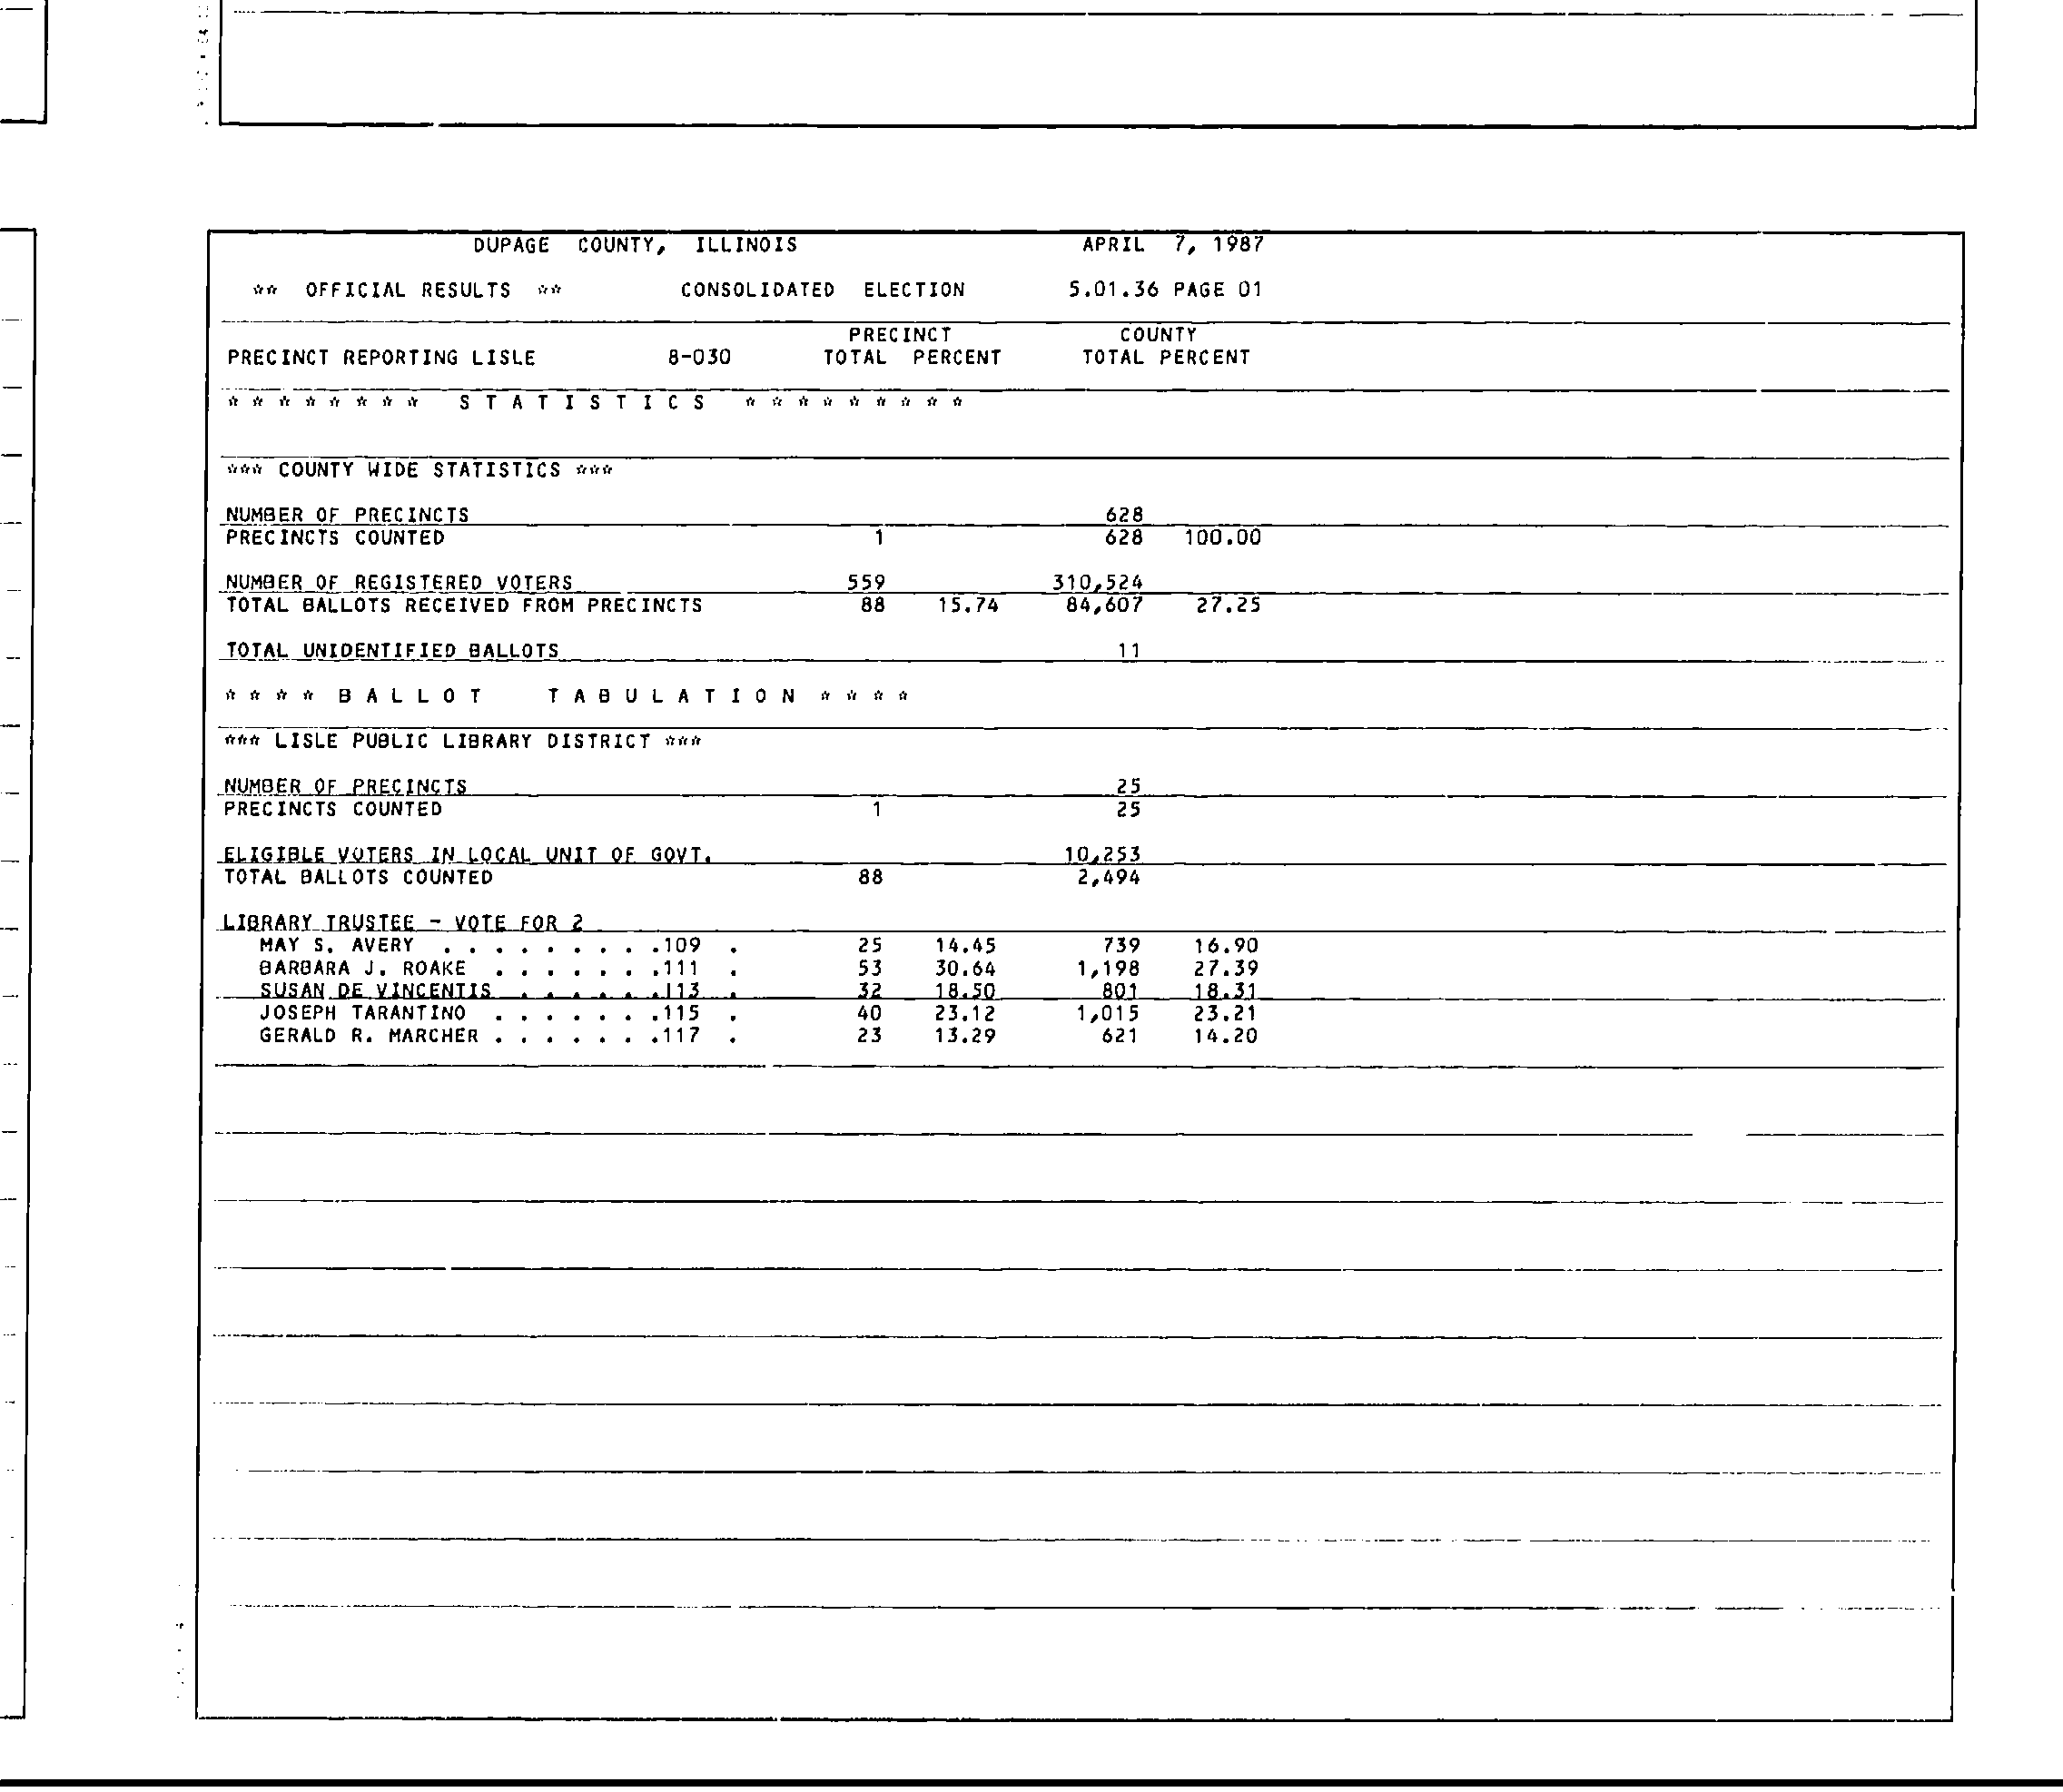 DUPAGE COUNTY, ILLINOIS APRIL 7, 1987
** OFFICIAL RESULTS ** CONSOLIDATED ELECTION 5.01.36 PAGE 01
PRECINCT COUNTY
PRECINCT REPORTING LISLE 8-030 TOTAL PERCENT TOTAL PERCENT
* * * * * * * * S T A T I S T I C S * * * * * * * * *
*** COUNTY WIDE STATISTICS ***
NUMBER OF PRECINCTS 628
PRECINCTS COUNTED 1 628 100.00
NUMBER OF REGISTERED VOTERS 559 310,524
TOTAL BALLOTS RECEIVED FROM PRECINCTS 88 15.74 84,607 27.25
TOTAL UNIDENTIFIED BALLOTS 11
* * * * B A L L O T T A B U L A T I O N * * * *
*** LISLE PUBLIC LIBRARY DISTRICT ***
NUMBER OF PRECINCTS 25
PRECINCTS COUNTED 1 25
ELIGIBLE VOTERS IN LOCAL UNIT OF GOVT. 10,253
TOTAL BALLOTS COUNTED 88 2,494
LIBRARY TRUSTEE - VOTE FOR 2
MAY S. AVERY . . . . . . . . .109 . 25 14.45 739 16.90
BARBARA J. ROAKE . . . . . . .111 . 53 30.64 1,198 27.39
SUSAN DE VINCENTIS . . . . . .113 . 32 18.50 801 18.31
JOSEPH TARANTINO . . . . . . .115 . 40 23.12 1,015 23.21
GERALD R. MARCHER . . . . . . .117 . 23 13.29 621 14.20